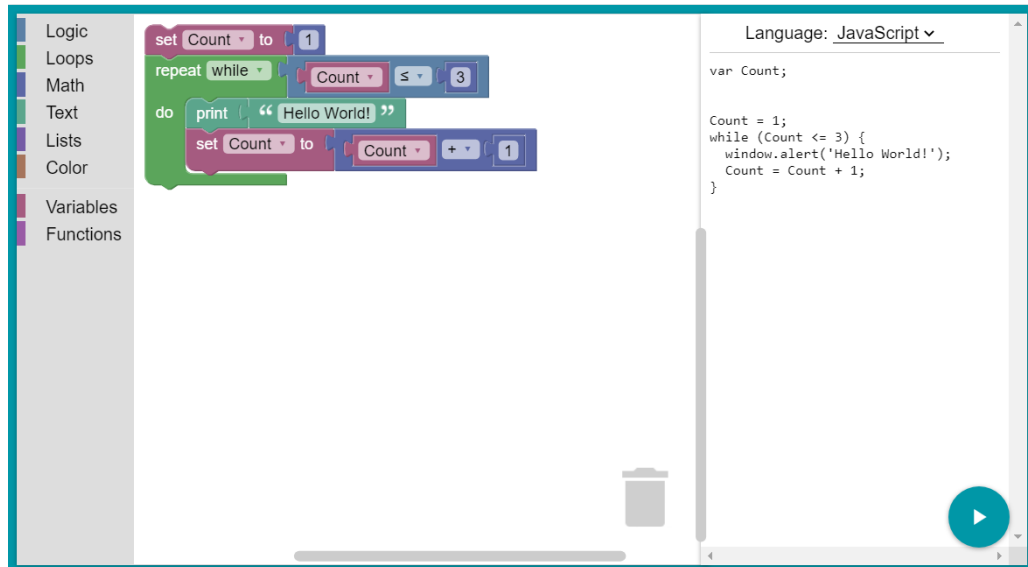 Logic
Loops
Math
Text
Lists
Color
Variables
Functions
set Count to 1
repeat while Count ≤ 3
do print “ Hello World! ”
set Count to Count + 1
Language: JavaScript
var Count;
Count = 1;
while (Count <= 3) {
window.alert('Hello World!');
Count = Count + 1;
}